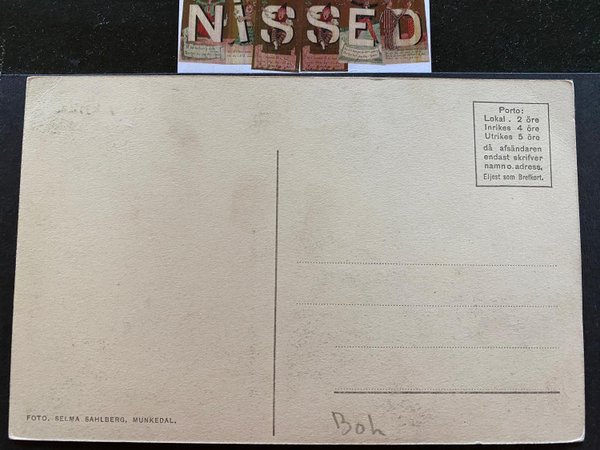 NISSED
Porto:
Lokal . 2 öre
Inrikes 4 öre
Utrikes 5 öre
då afsändaren
endast skrifver
namn o. adress.
Eljest som Brefkort.
FOTO. SELMA SAHLBERG, MUNKEDAL.
Boh